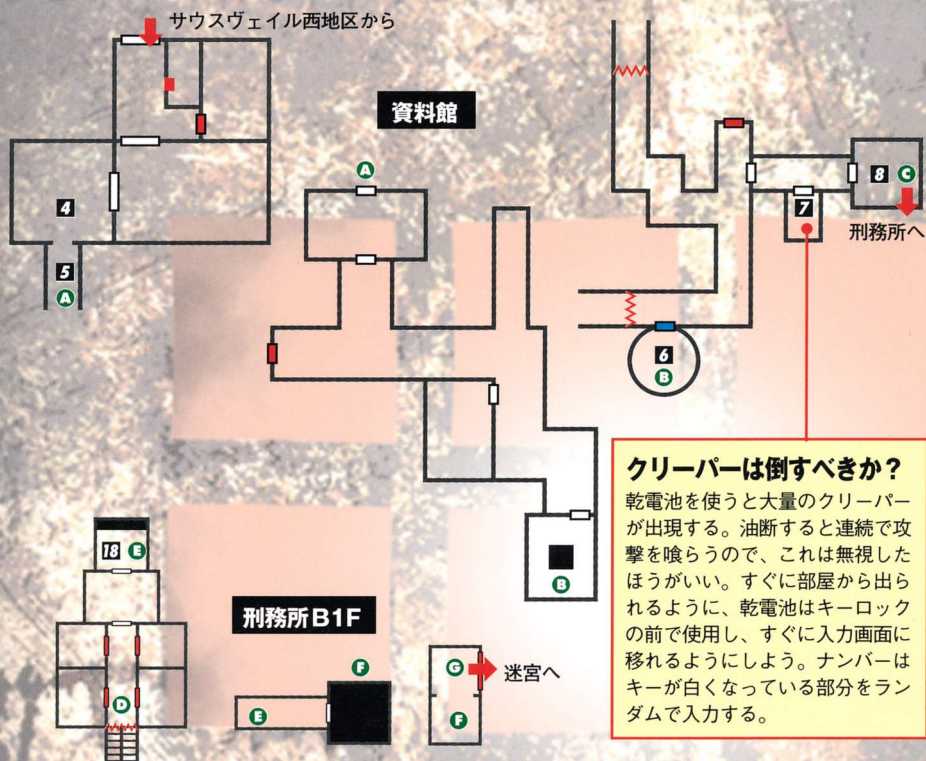 サウスヴェイル西地区から
資料館
A
8 C
7
4
刑務所へ
5
A
6
B
クリーパーは倒すべきか？
乾電池を使うと大量のクリーパー
が出現する。油断すると連続で攻
撃を喰らうので、これは無視した
ほうがいい。すぐに部屋から出ら
れるように、乾電池はキーロック
の前で使用し、すぐに入力画面に
移れるようにしよう。ナンバーは
キーが白くなっている部分をラン
ダムで入力する。
B
18 E
刑務所B1F
F
G
迷宮へ
D
E
F